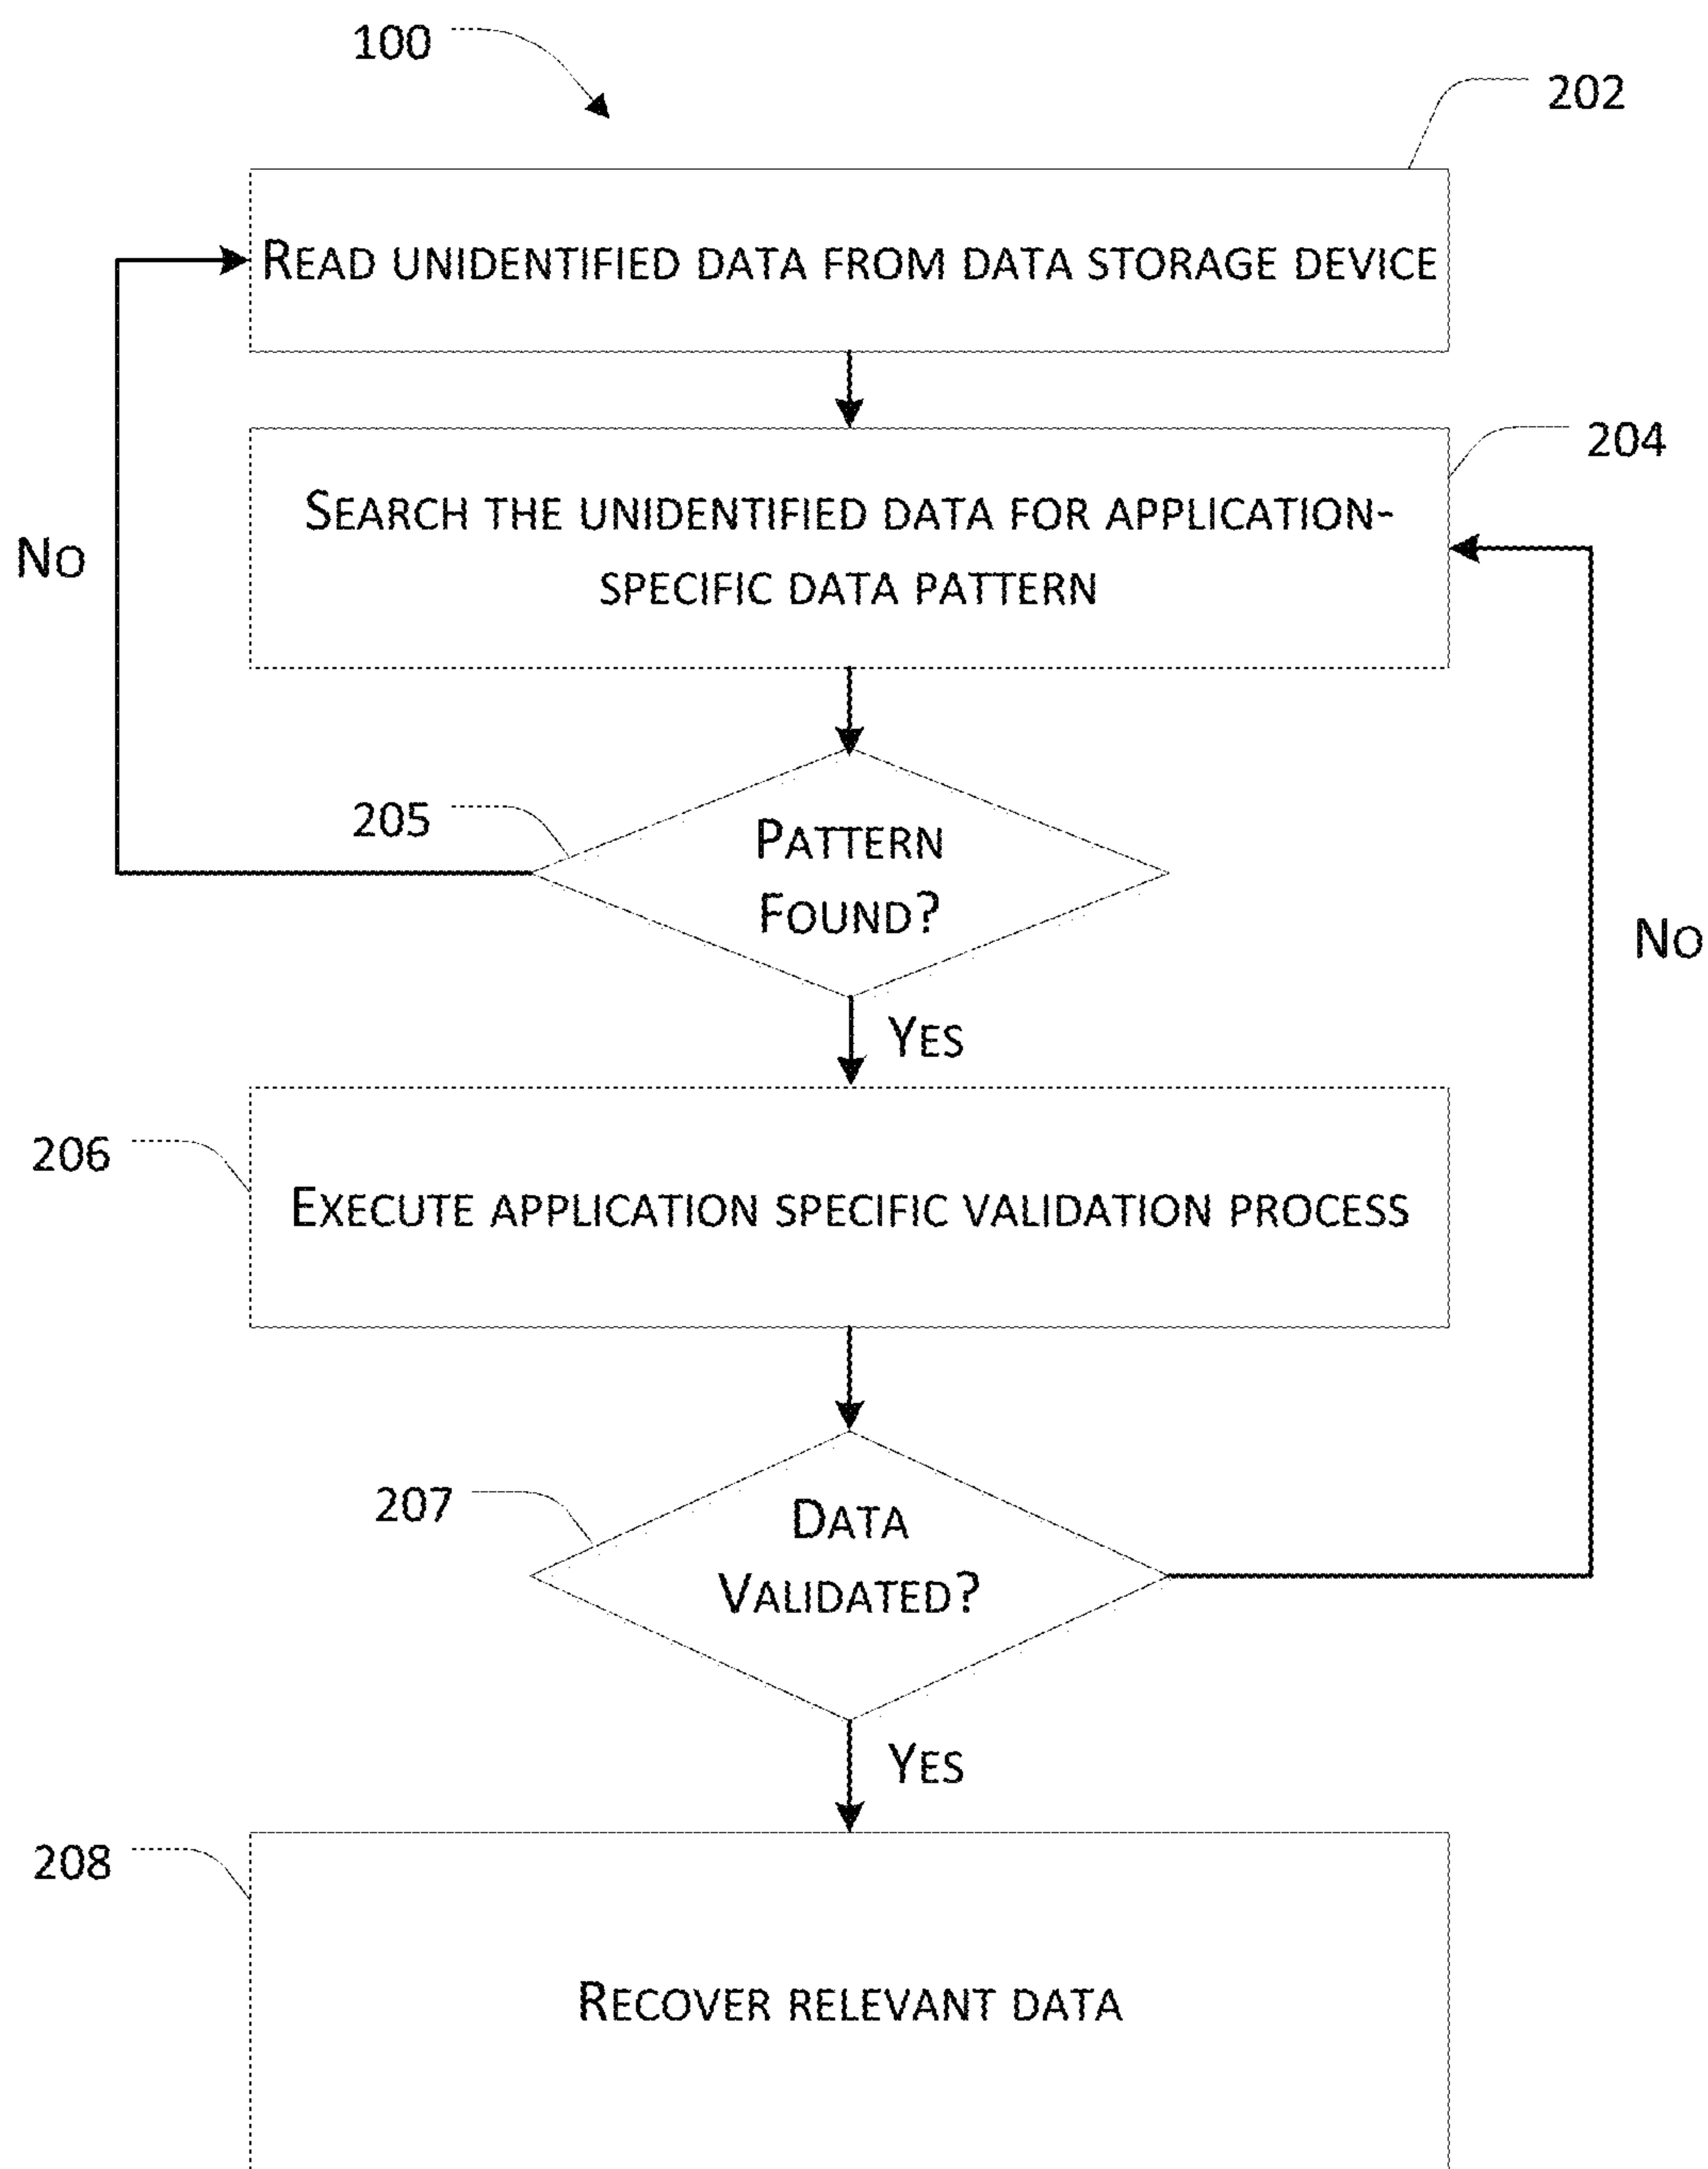 100
202
READ UNIDENTIFIED DATA FROM DATA STORAGE DEVICE
204
SEARCH THE UNIDENTIFIED DATA FOR APPLICATION-
SPECIFIC DATA PATTERN
NO
205
PATTERN
FOUND?
NO
YES
206
EXECUTE APPLICATION SPECIFIC VALIDATION PROCESS
207
DATA
VALIDATED?
YES
208
RECOVER RELEVANT DATA